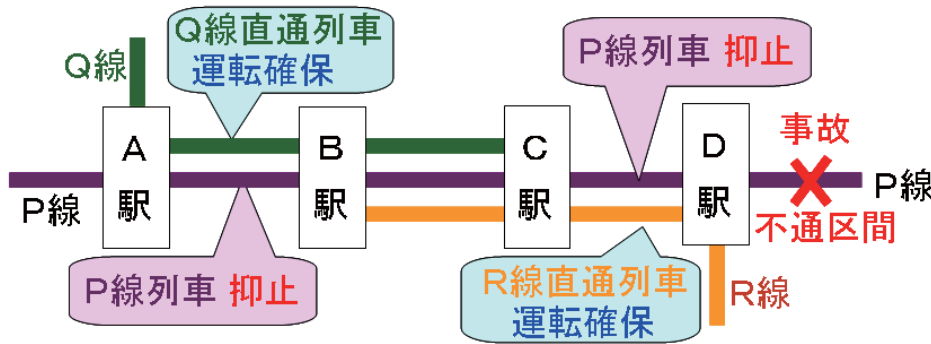 Q線
Q線直通列車
運転確保
P線列車 抑止
A
駅
B
駅
C
駅
D
駅
事故
P線
P線
不通区間
P線列車 抑止
R線直通列車
運転確保
R線